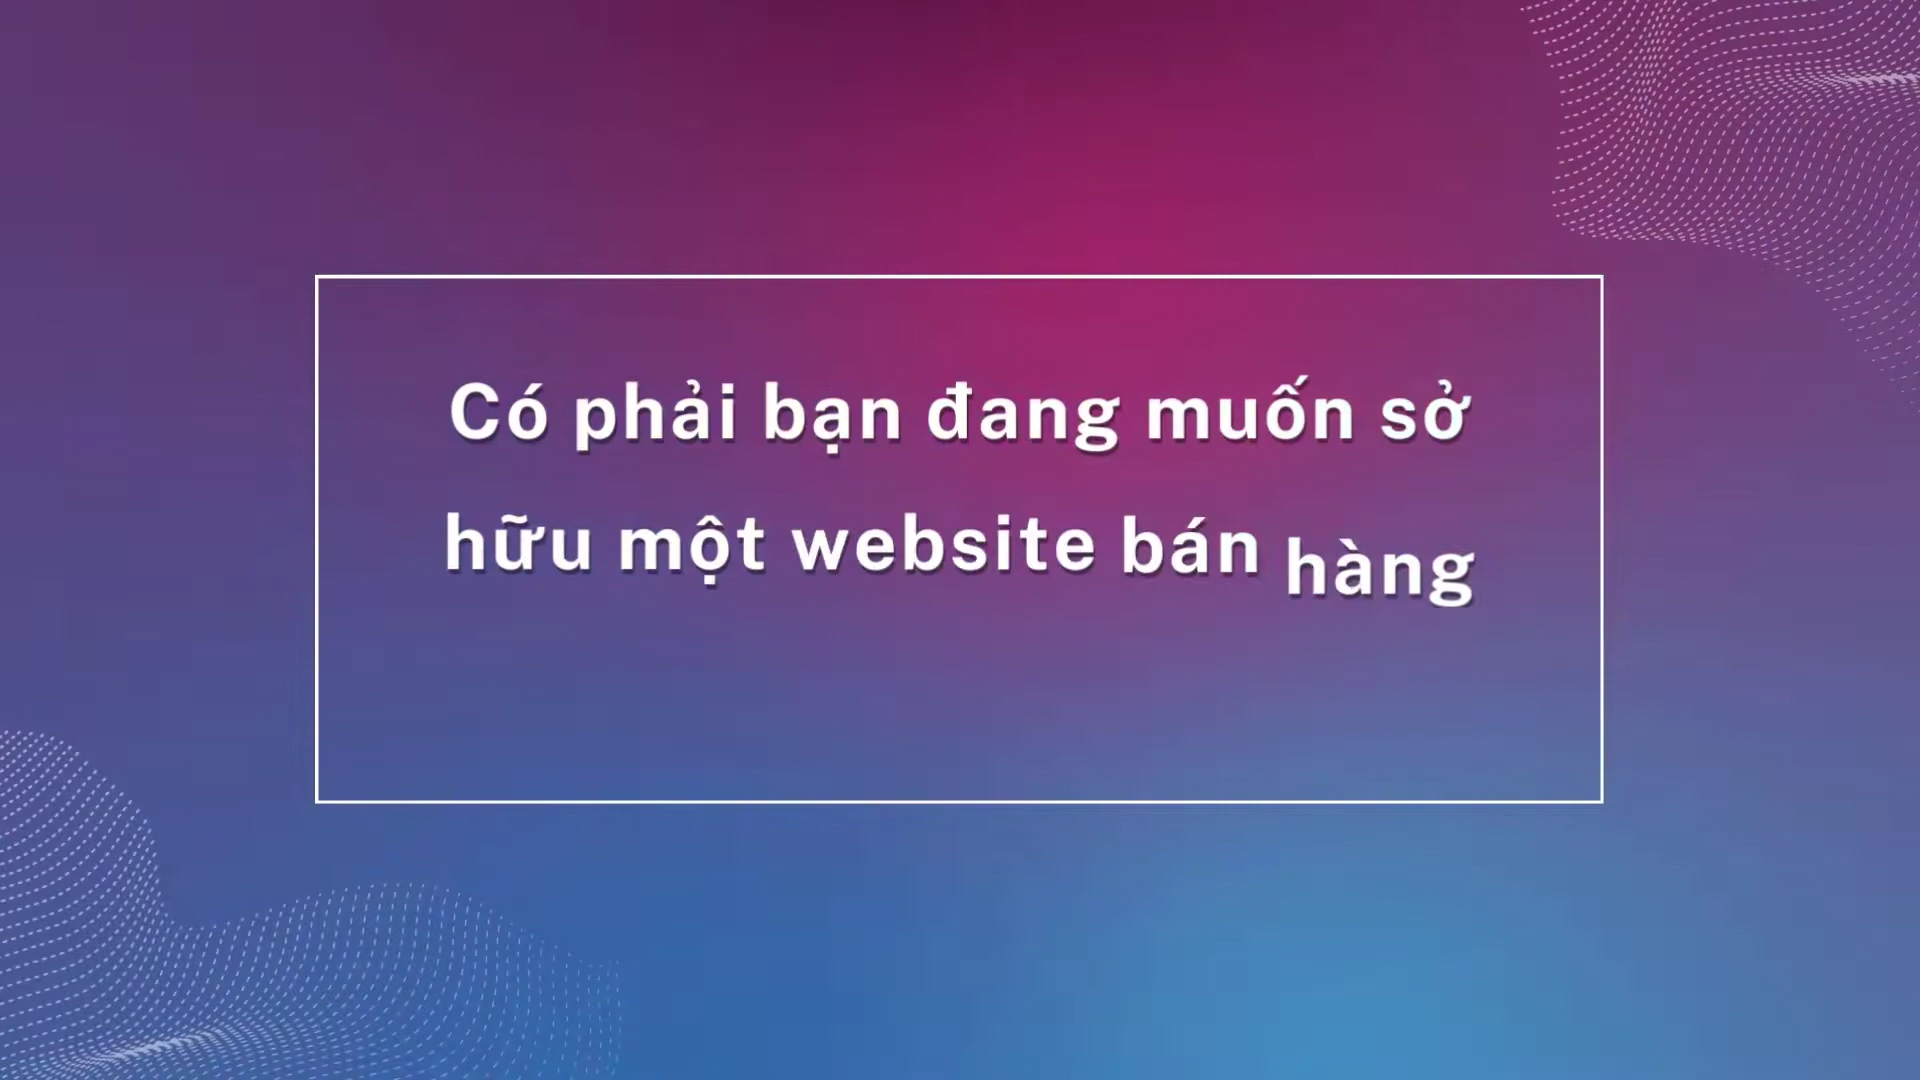 Có phải bạn đang muốn sở
hữu một website bán hàng